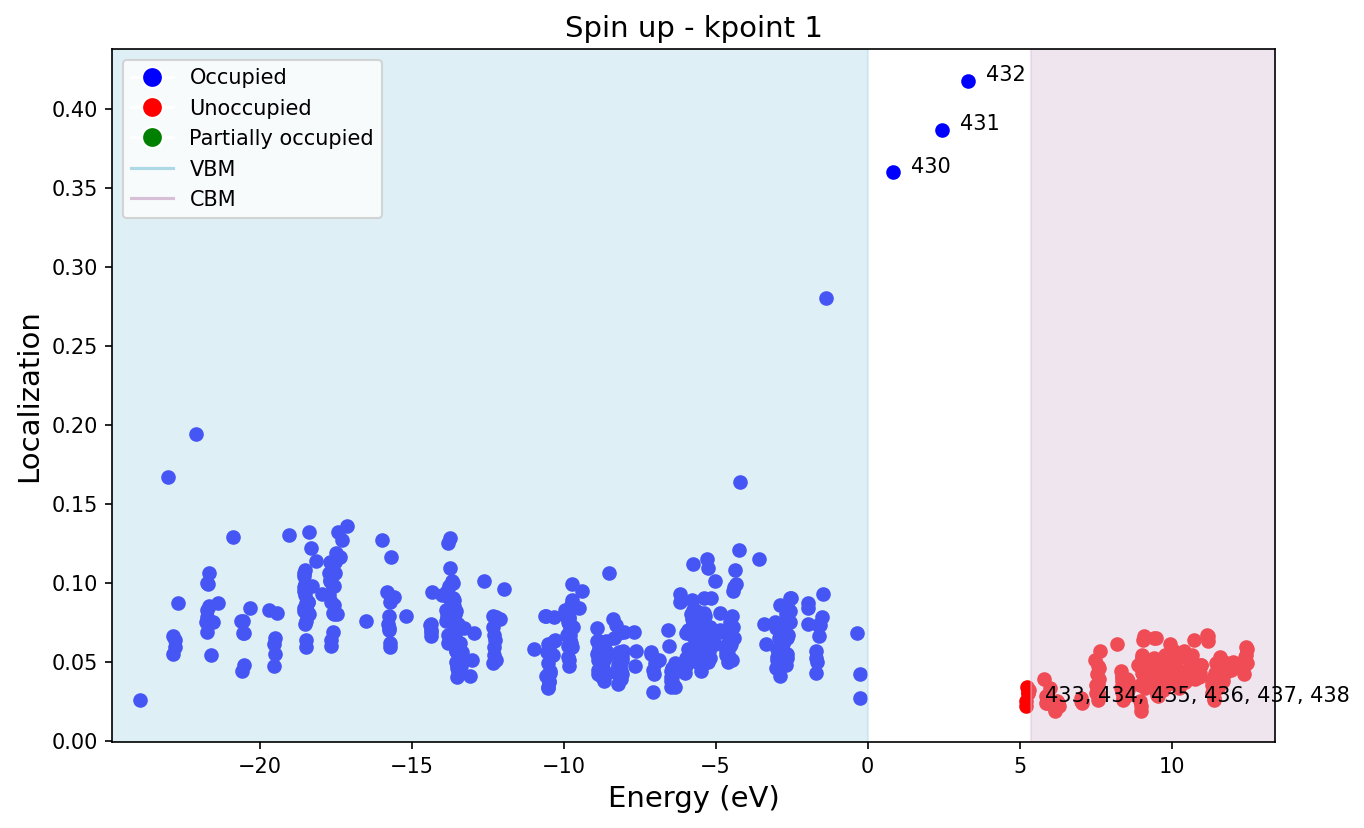 Spin up - kpoint 1
Occupied
Unoccupied
Partially occupied
VBM
CBM
432
431
430
433, 434, 435, 436, 437, 438
0.40
0.35
0.30
0.25
0.20
0.15
0.10
0.05
0.00
Localization
−20
−15
−10
−5
0
5
10
Energy (eV)